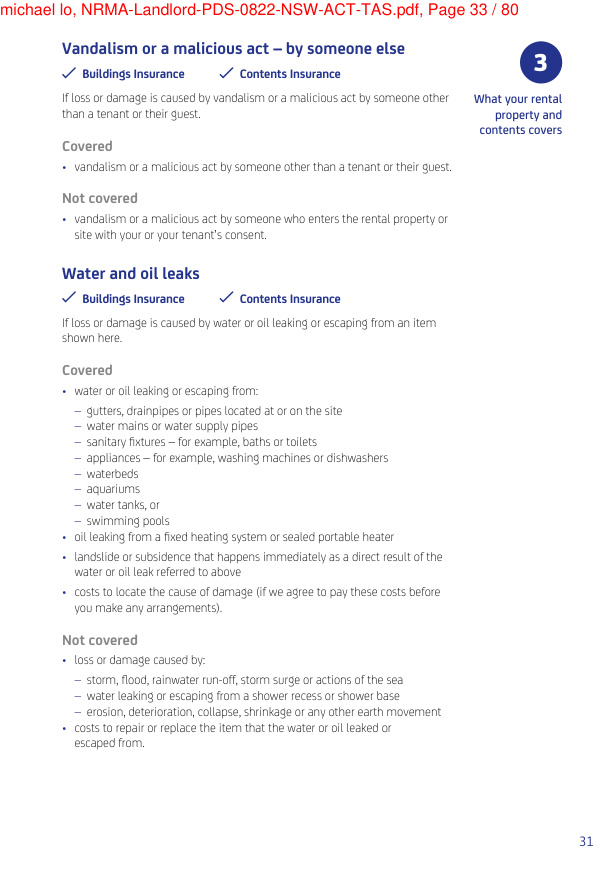 michael lo, NRMA-Landlord-PDS-0822-NSW-ACT-TAS.pdf, Page 33 / 80
Vandalism or a malicious act – by someone else
Buildings Insurance Contents Insurance
If loss or damage is caused by vandalism or a malicious act by someone other
than a tenant or their guest.
Covered
• vandalism or a malicious act by someone other than a tenant or their guest.
Not covered
• vandalism or a malicious act by someone who enters the rental property or
site with your or your tenant's consent.
3
What your rental
property and
contents covers
Water and oil leaks
Buildings Insurance Contents Insurance
If loss or damage is caused by water or oil leaking or escaping from an item
shown here.
Covered
• water or oil leaking or escaping from:
– gutters, drainpipes or pipes located at or on the site
– water mains or water supply pipes
– sanitary fixtures – for example, baths or toilets
– appliances – for example, washing machines or dishwashers
– waterbeds
– aquariums
– water tanks, or
– swimming pools
• oil leaking from a fixed heating system or sealed portable heater
• landslide or subsidence that happens immediately as a direct result of the
water or oil leak referred to above
• costs to locate the cause of damage (if we agree to pay these costs before
you make any arrangements).
Not covered
• loss or damage caused by:
– storm, flood, rainwater run-off, storm surge or actions of the sea
– water leaking or escaping from a shower recess or shower base
– erosion, deterioration, collapse, shrinkage or any other earth movement
• costs to repair or replace the item that the water or oil leaked or
escaped from.
31